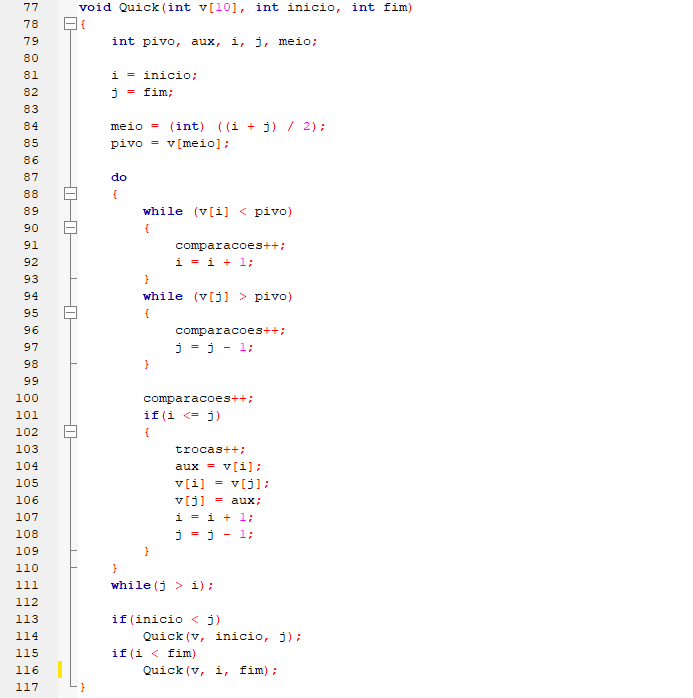 77 void Quick(int v[10], int inicio, int fim)
78 {
79 int pivo, aux, i, j, meio;
80
81 i = inicio;
82 j = fim;
83
84 meio = (int) ((i + j) / 2);
85 pivo = v[meio];
86
87 do
88 {
89 while (v[i] < pivo)
90 {
91 comparacoes++;
92 i = i + 1;
93 }
94 while (v[j] > pivo)
95 {
96 comparacoes++;
97 j = j - 1;
98 }
99
100 comparacoes++;
101 if(i <= j)
102 {
103 trocas++;
104 aux = v[i];
105 v[i] = v[j];
106 v[j] = aux;
107 i = i + 1;
108 j = j - 1;
109 }
110 }
111 while(j > i);
112
113 if(inicio < j)
114 Quick(v, inicio, j);
115 if(i < fim)
116 Quick(v, i, fim);
117 }